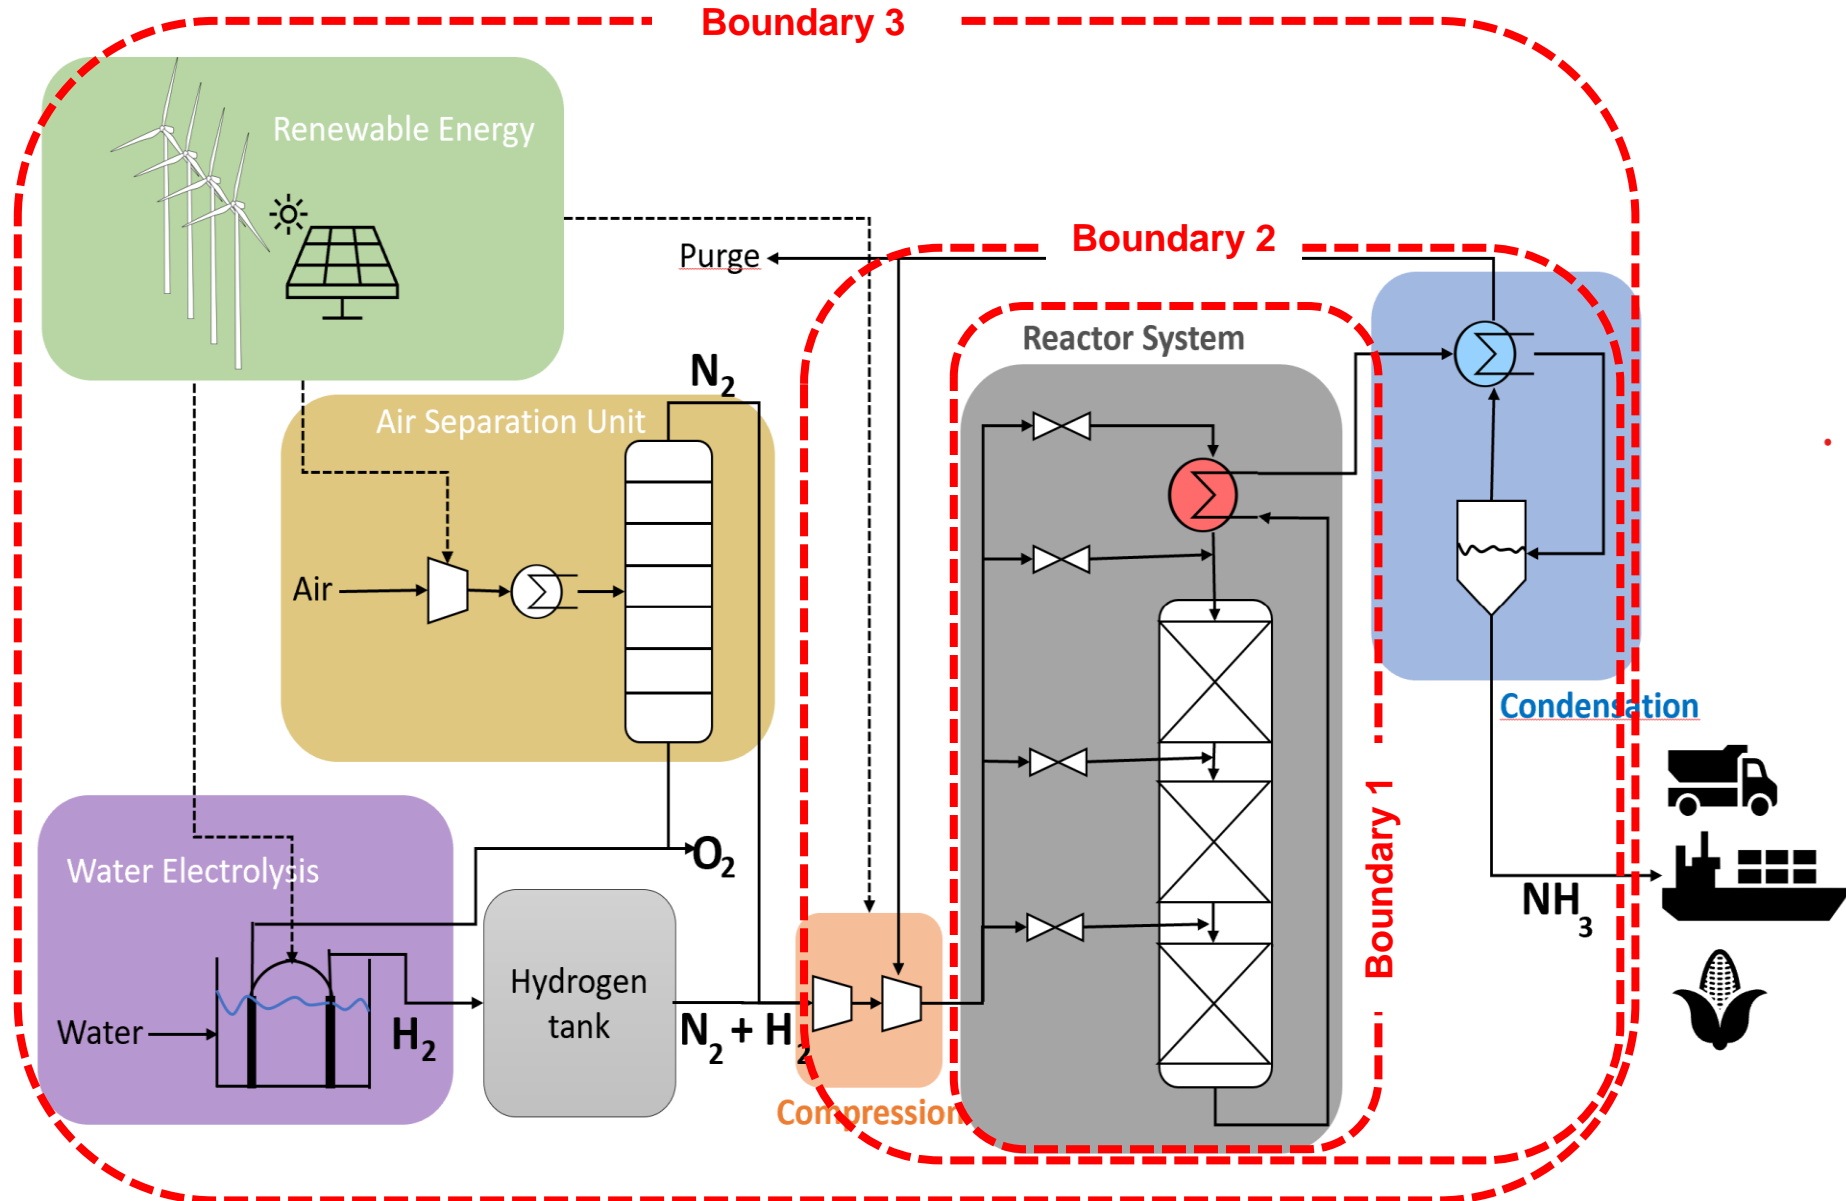 Boundary 3
Renewable Energy
Boundary 2
Purge
Reactor System
N2
Air Separation Unit
Air
Condensation
Boundary 1
O2
Water Electrolysis
NH3
Hydrogen
tank
Water
H2
N2 + H2
Compression